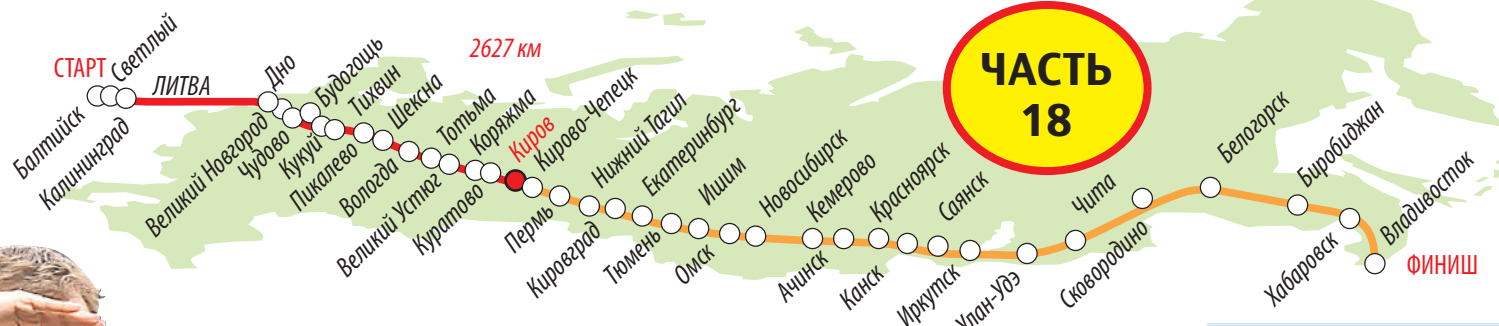 СТАРТ
Балтийск
Светлый
Калининград
ЛИТВА
Дно
Великий Новгород
Чудово
Будогощь
Кукуй
Тихвин
Пикалево
Шексна
Вологда
Тотьма
Великий Устюг
Коряжма
Куратово
2627 км
Киров
Кирово-Чепецк
Пермь
Кировград
Нижний Тагил
Екатеринбург
Тюмень
Ишим
Омск
Новосибирск
Кемерово
Ачинск
Красноярск
Канск
Саянск
Иркутск
Улан-Удэ
Чита
Сковородино
Белогорск
Биробиджан
Хабаровск
Владивосток
ФИНИШ
ЧАСТЬ
18